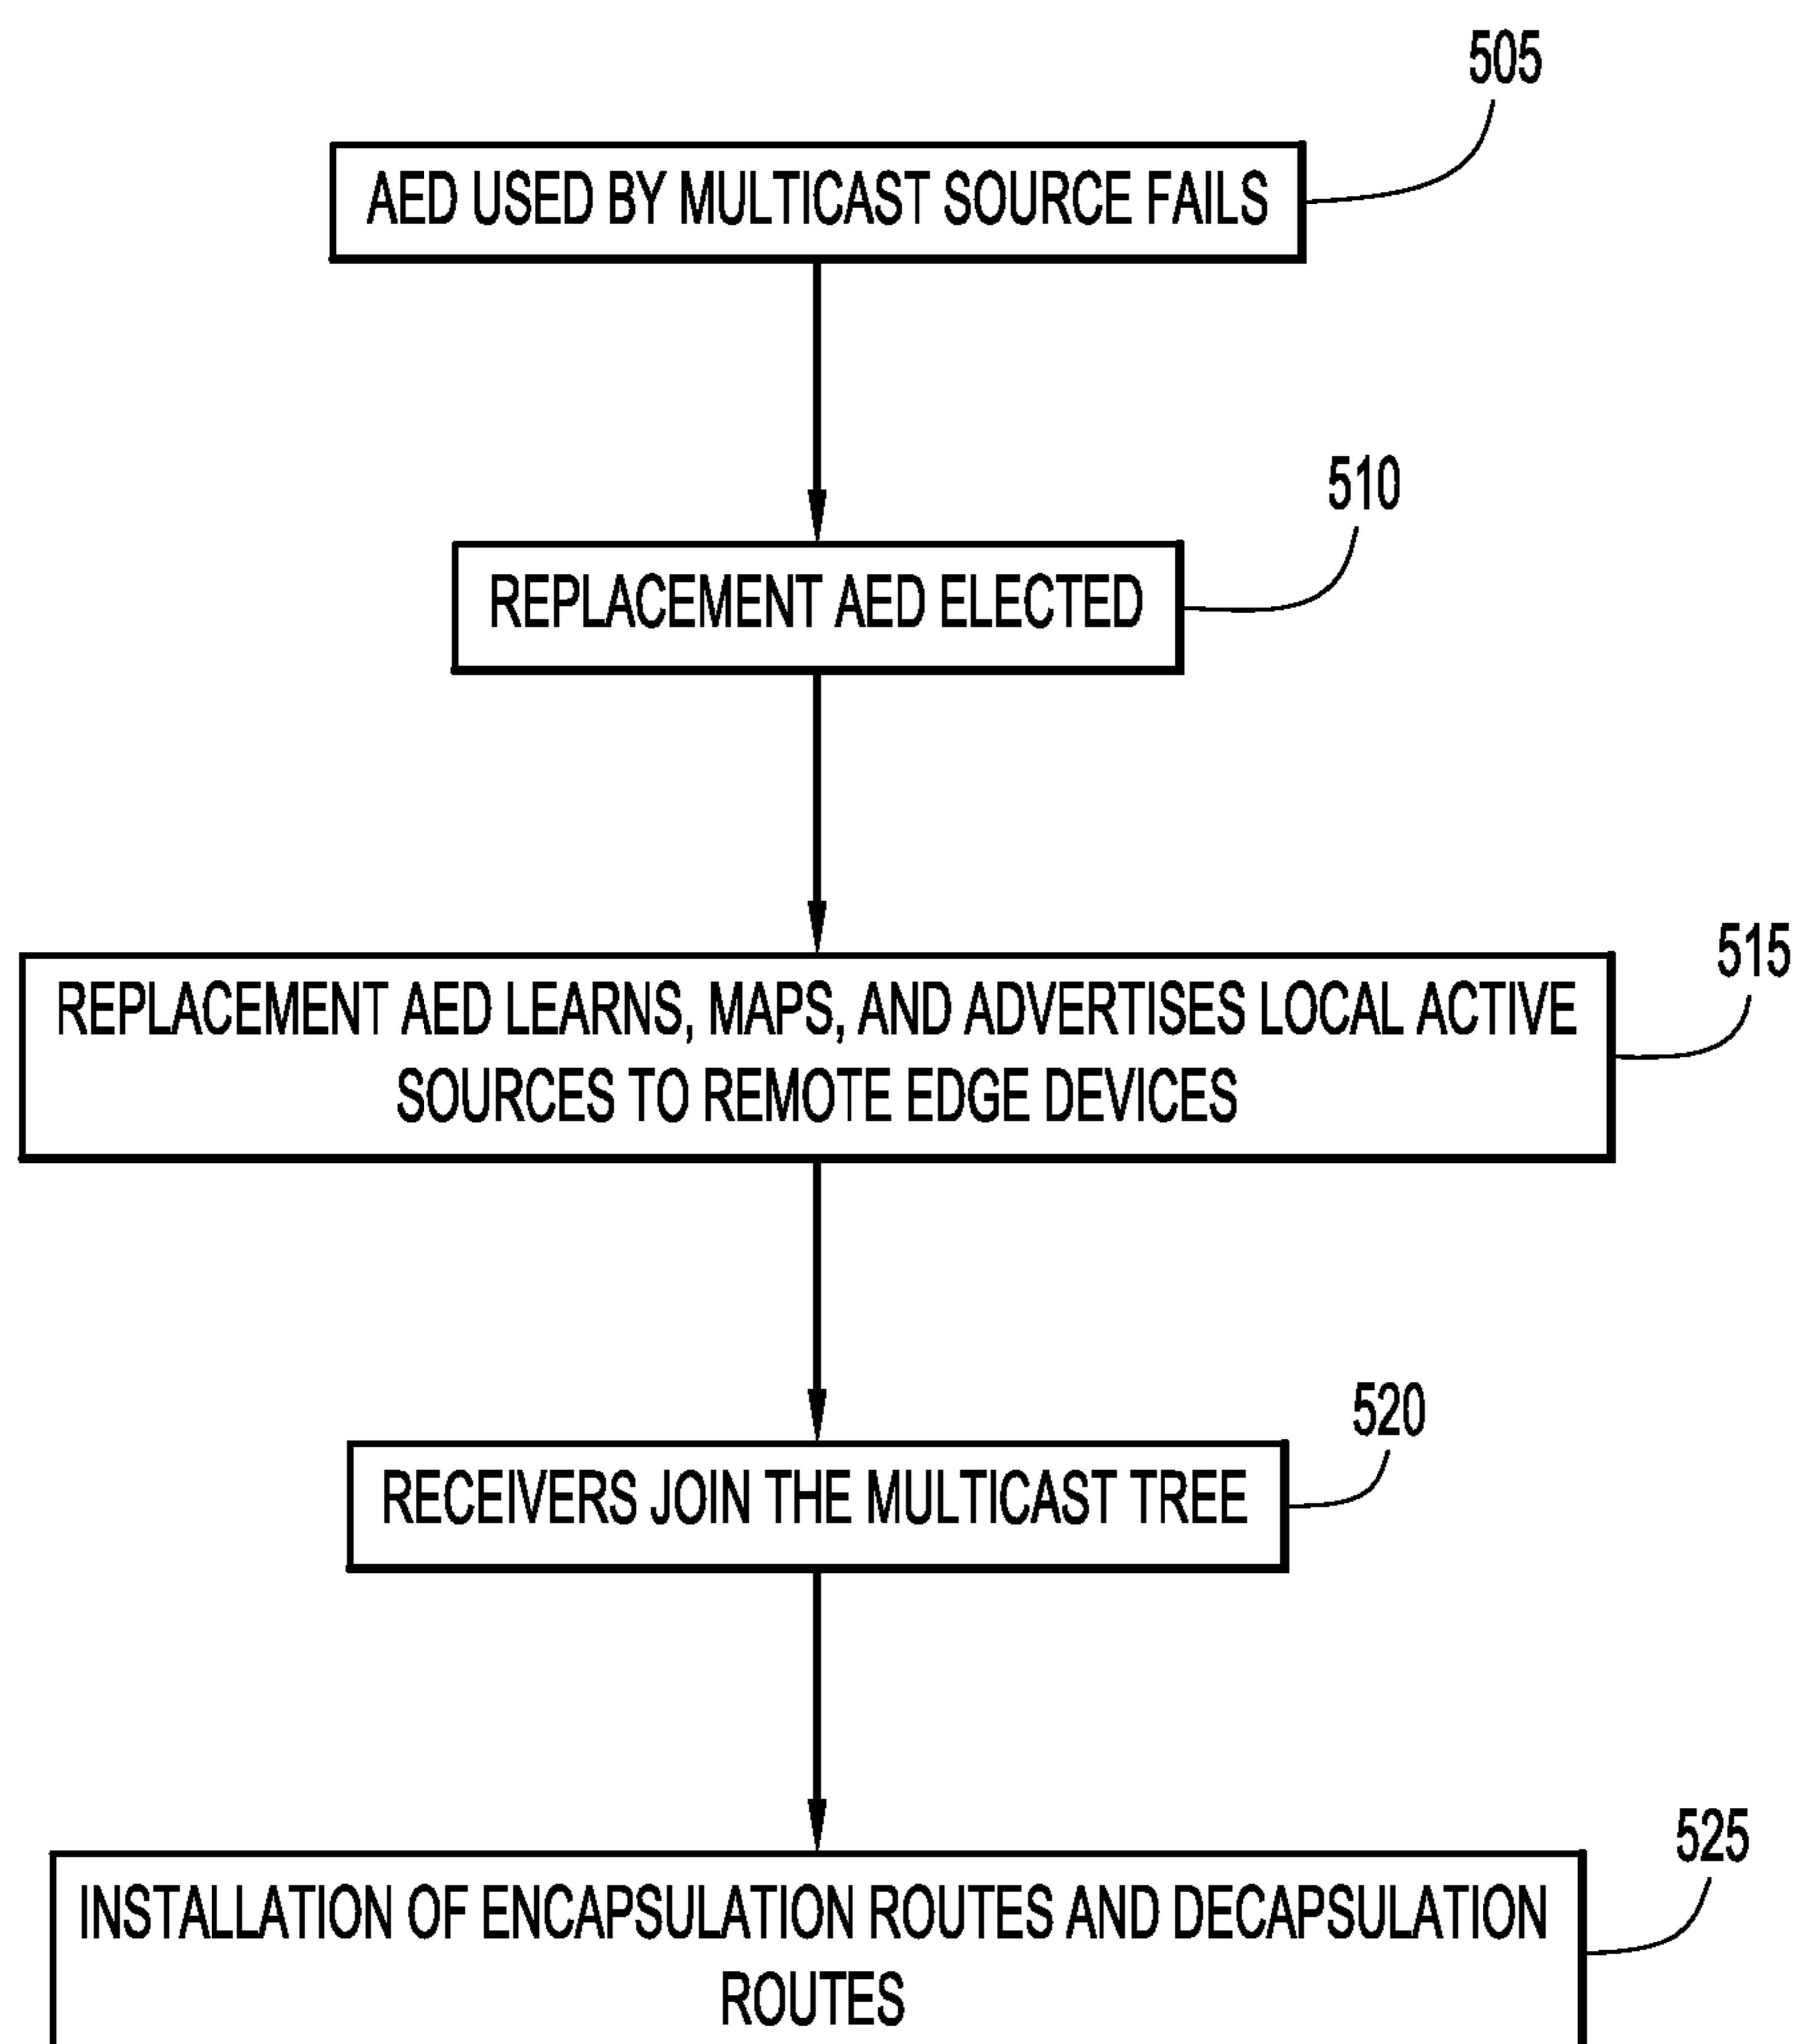 505
AED USED BY MULTICAST SOURCE FAILS
510
REPLACEMENT AED ELECTED
515
REPLACEMENT AED LEARNS, MAPS, AND ADVERTISES LOCAL ACTIVE
SOURCES TO REMOTE EDGE DEVICES
520
RECEIVERS JOIN THE MULTICAST TREE
525
INSTALLATION OF ENCAPSULATION ROUTES AND DECAPSULATION
ROUTES